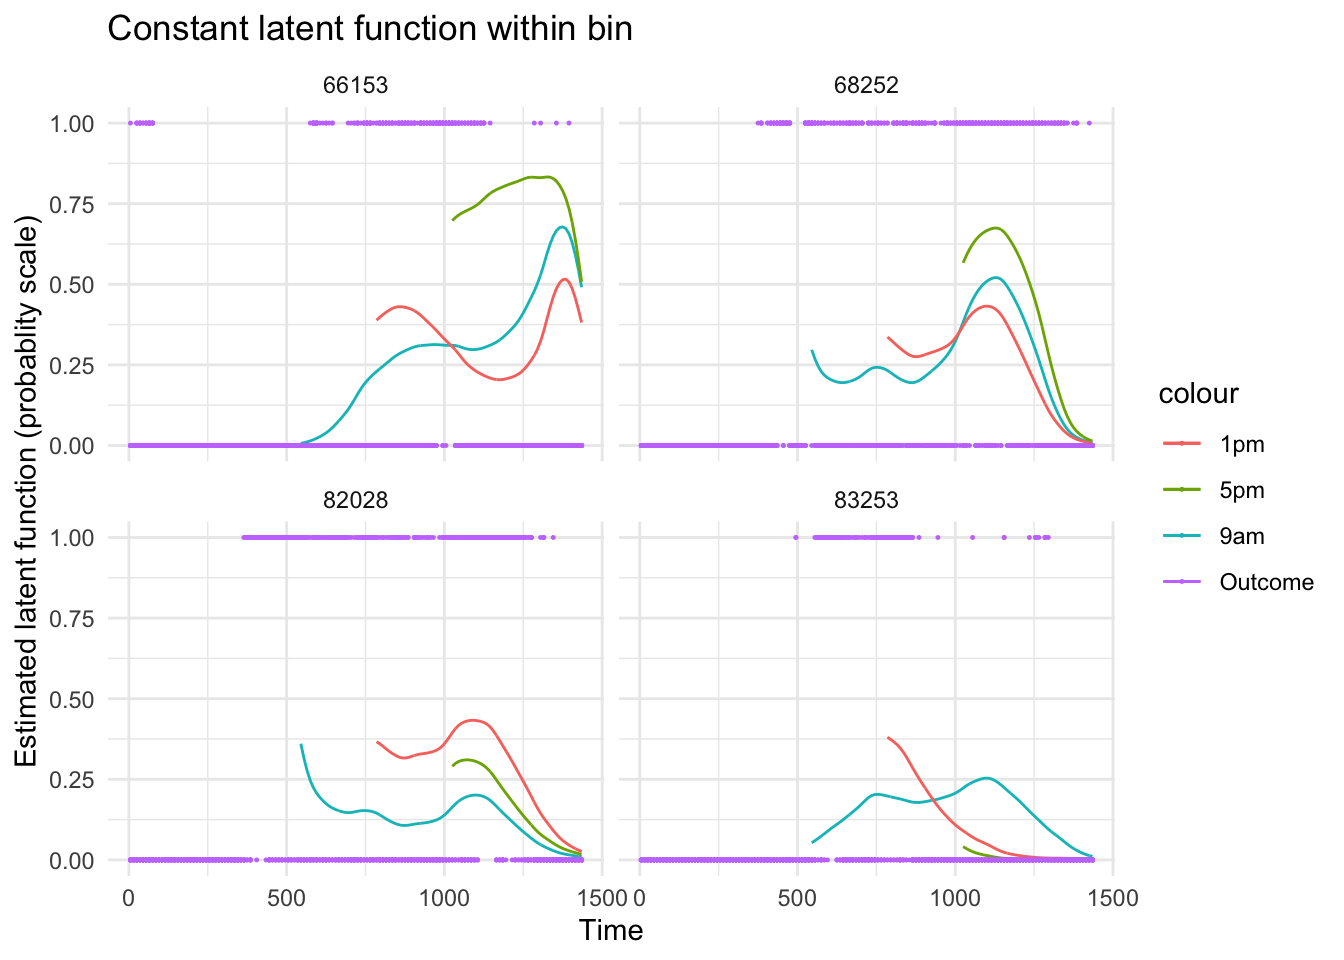 Constant latent function within bin
66153
68252
1.00
0.75
0.50
0.25
0.00
82028
83253
1.00
0.75
0.50
0.25
0.00
0 500 1000 1500
0 500 1000 1500
Time
Estimated latent function (probablity scale)
colour
1pm
5pm
9am
Outcome